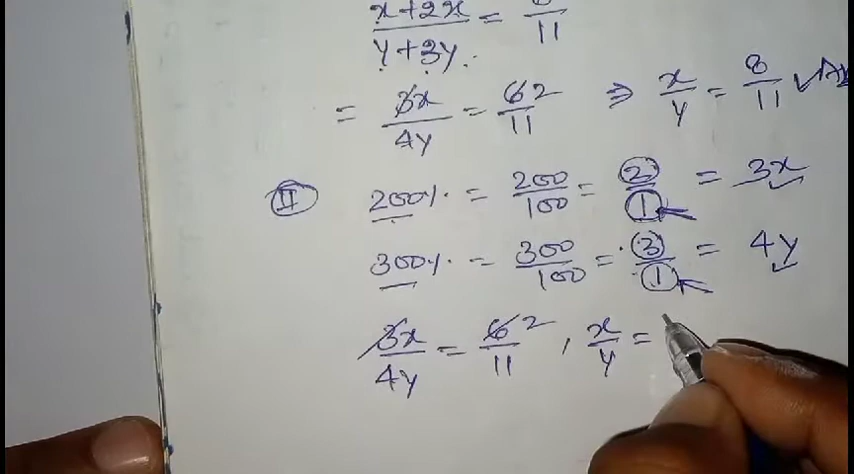 x+2x/y+3y. = 6/11
= 3x/4y = 6 2/11 ⇒ x/y = 8/11 ✓
II 200% = 200/100 = 2/1 = 3x
300% = 300/100 = 3/1 = 4y
3x/4y = 6 2/11 , x/y =